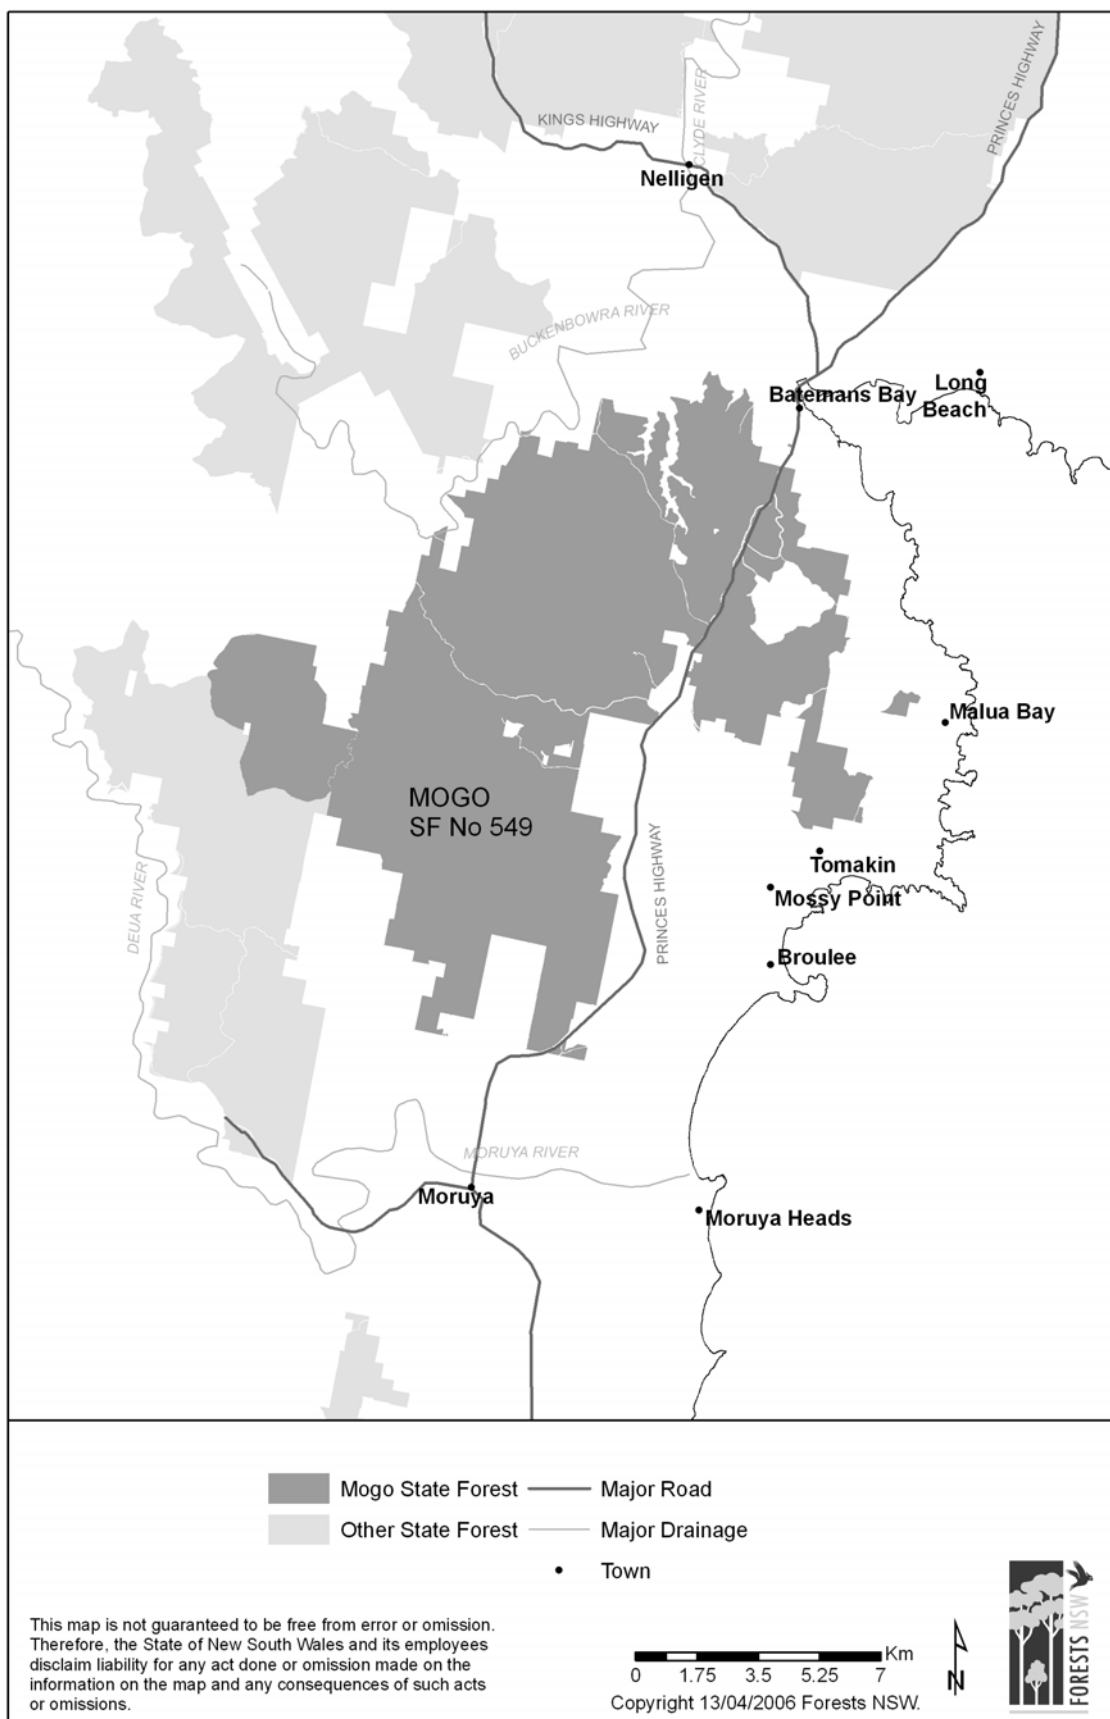 KINGS HIGHWAY
CLYDE RIVER
PRINCES HIGHWAY
Nelligen
BUCKENBOWRA RIVER
Batemans Bay
Long
Beach
Malua Bay
MOGO
SF No 549
PRINCES HIGHWAY
Tomakin
Mossy Point
DEUA RIVER
Broulee
MORUYA RIVER
Moruya
Moruya Heads
Mogo State Forest
Major Road
Other State Forest
Major Drainage
Town
This map is not guaranteed to be free from error or omission.
Therefore, the State of New South Wales and its employees
disclaim liability for any act done or omission made on the
information on the map and any consequences of such acts
or omissions.
Km
0 1.75 3.5 5.25 7
Copyright 13/04/2006 Forests NSW.
N
FORESTS NSW